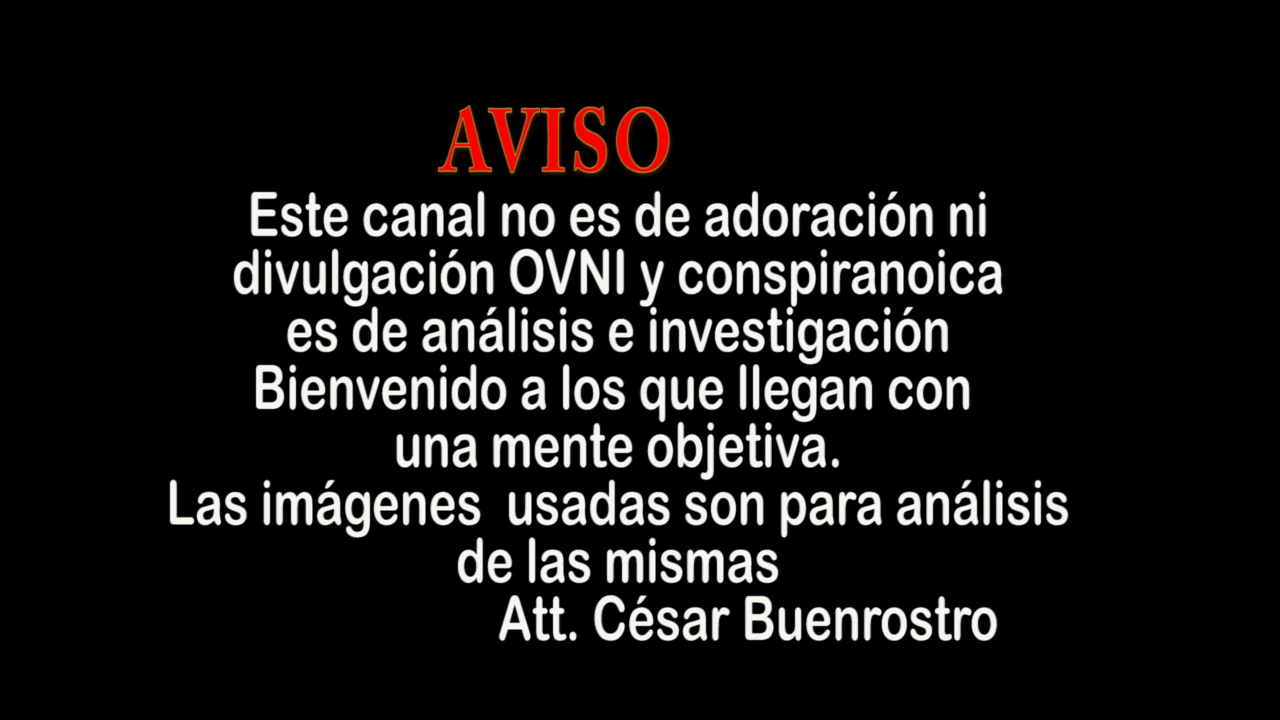 AVISO
Este canal no es de adoración ni
divulgación OVNI y conspiranoica
es de análisis e investigación
Bienvenido a los que llegan con
una mente objetiva.
Las imágenes  usadas son para análisis
de las mismas
Att. César Buenrostro